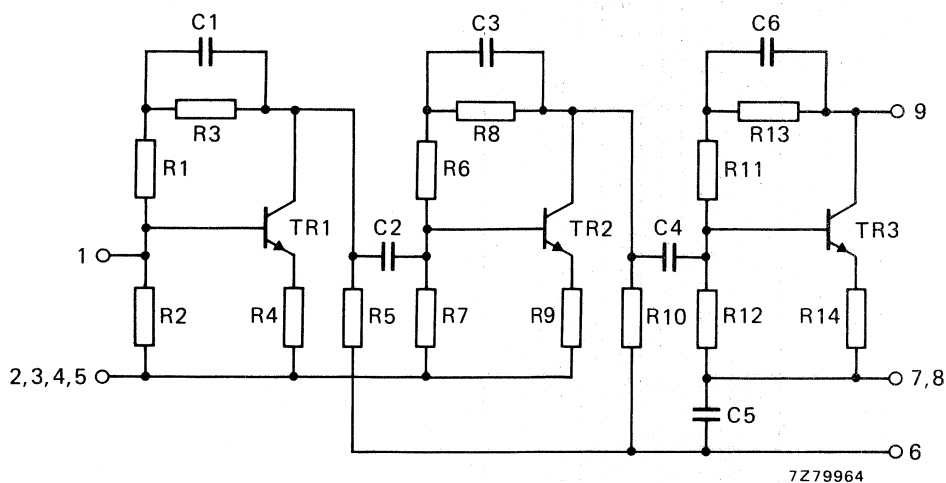 C1
C3
C6
R3
R8
R13
9
R1
R6
R11
TR1
C2
TR2
C4
TR3
1
R2
R4
R5
R7
R9
R10
R12
R14
2,3,4,5
7,8
C5
6
7Z79964